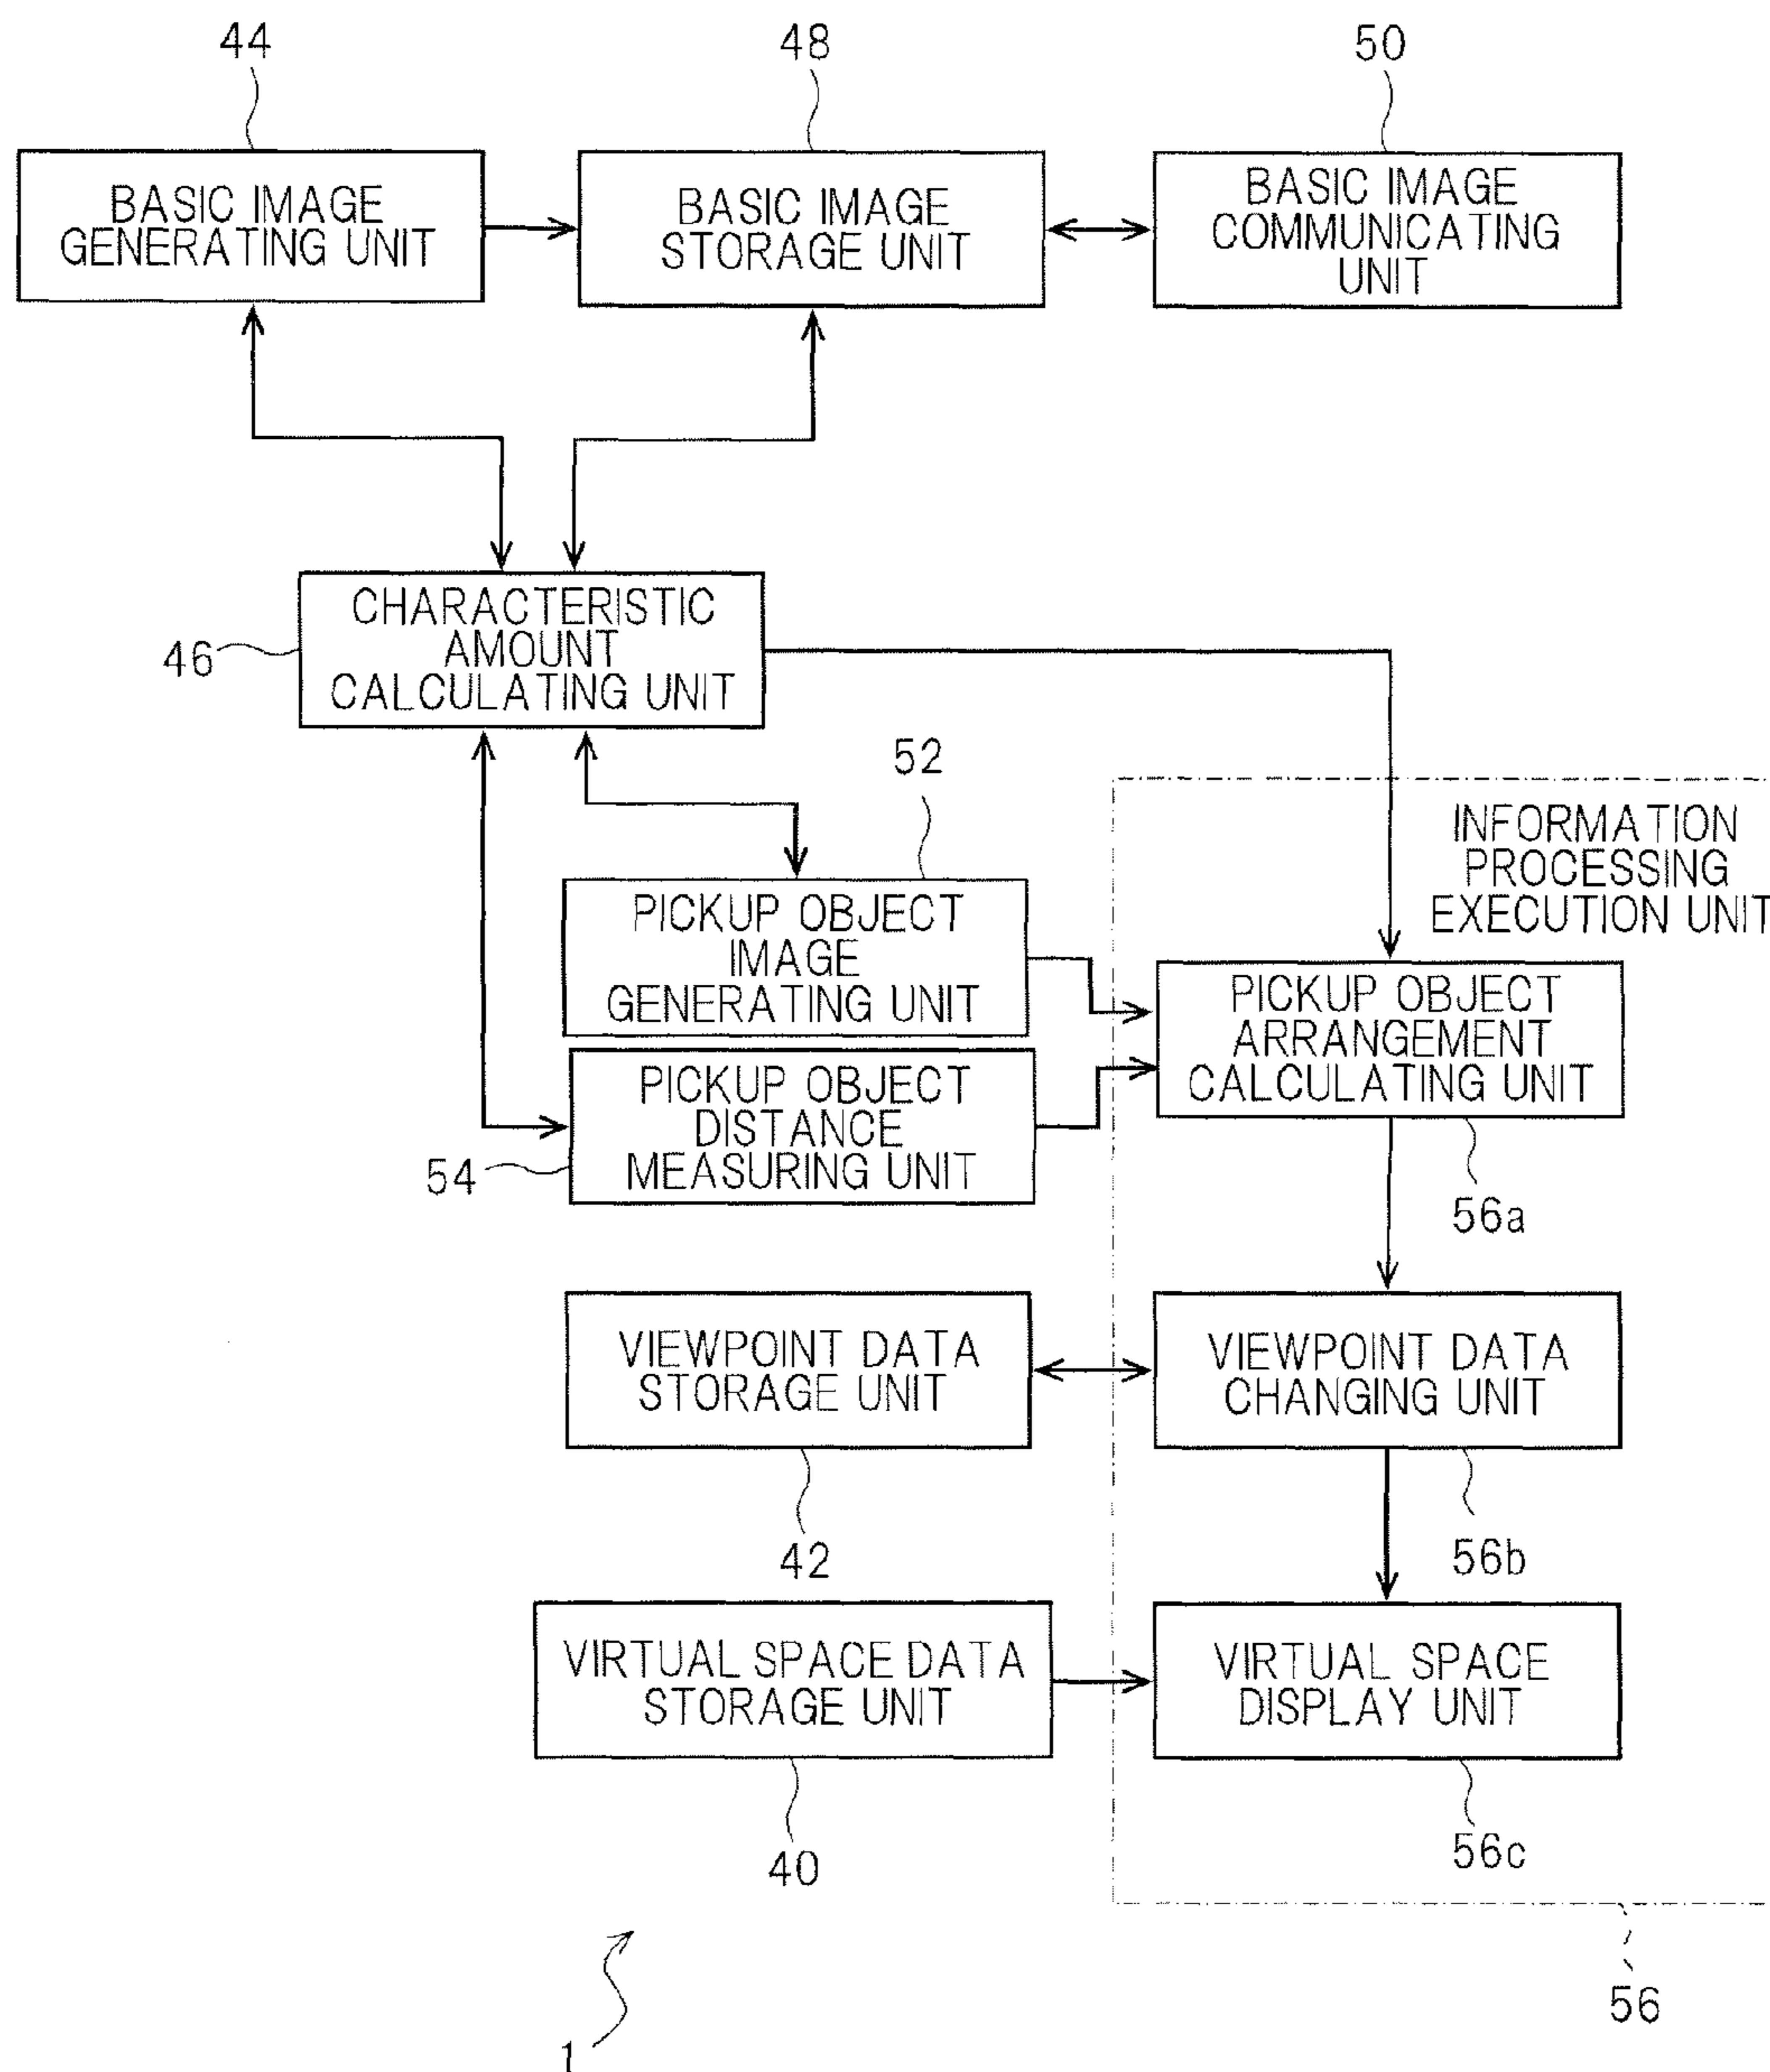 44
48
50
BASIC IMAGE
GENERATING UNIT
BASIC IMAGE
STORAGE UNIT
BASIC IMAGE
COMMUNICATING
UNIT
CHARACTERISTIC
AMOUNT
CALCULATING UNIT
46
52
INFORMATION
PROCESSING
EXECUTION UNIT
PICKUP OBJECT
IMAGE
GENERATING UNIT
PICKUP OBJECT
ARRANGEMENT
CALCULATING UNIT
PICKUP OBJECT
DISTANCE
MEASURING UNIT
54
56a
VIEWPOINT DATA
STORAGE UNIT
VIEWPOINT DATA
CHANGING UNIT
42
56b
VIRTUAL SPACE DATA
STORAGE UNIT
VIRTUAL SPACE
DISPLAY UNIT
40
56c
56
1